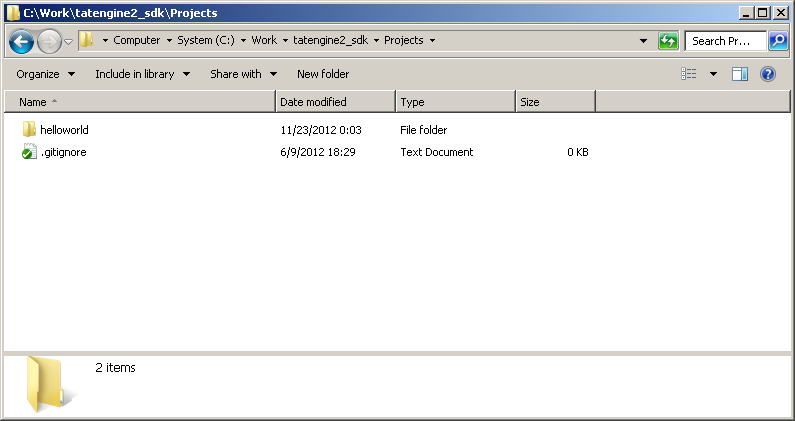 C:\Work\tatengine2_sdk\Projects
Computer System (C:) Work tatengine2_sdk Projects Search Pr...
Organize Include in library Share with New folder
Name Date modified Type Size
helloworld 11/23/2012 0:03 File folder
.gitignore 6/9/2012 18:29 Text Document 0 KB
2 items